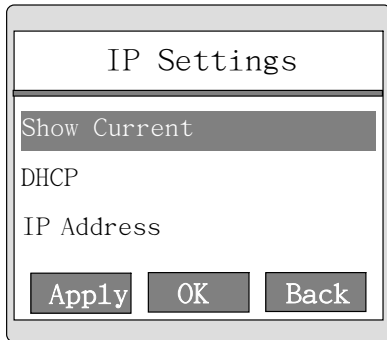 IP Settings
Show Current
DHCP
IP Address
Apply OK Back